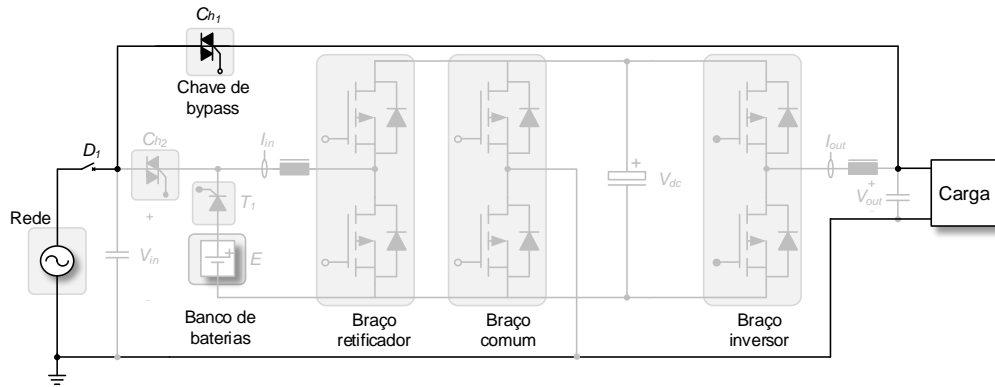 Ch1
Chave de
bypass
D1
Ch2
Iin
Iout
T1
+
Vdc
+
Vout
-
Carga
Rede
+
Vin
-
+
E
Banco de
baterias
Braço
retificador
Braço
comum
Braço
inversor